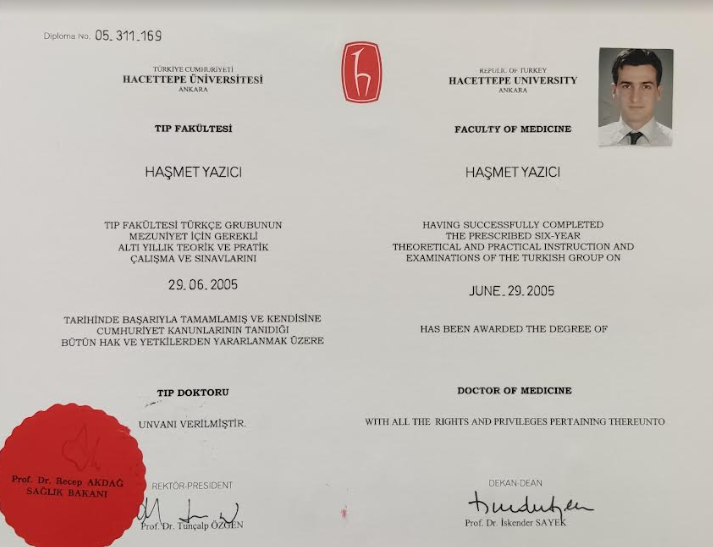 Diploma No. 05.311.169
TÜRKİYE CUMHURİYETİ
HACETTEPE ÜNİVERSİTESİ
ANKARA
TIP FAKÜLTESİ
HAŞMET YAZICI
TIP FAKÜLTESİ TÜRKÇE GRUBUNUN
MEZUNİYET İÇİN GEREKLİ
ALTI YILLIK TEORİK VE PRATİK
ÇALIŞMA VE SINAVLARINI
29.06.2005
TARİHİNDE BAŞARIYLA TAMAMLAMIŞ VE KENDİSİNE
CUMHURİYET KANUNLARININ TANIDIĞI
BÜTÜN HAK VE YETKİLERDEN YARARLANMAK ÜZERE
TIP DOKTORU
UNVANI VERİLMİŞTİR.
Prof. Dr. Recep AKDAĞ
SAĞLIK BAKANI
REKTÖR-PRESIDENT
Prof. Dr. Tunçalp ÖZGEN
REPULIC OF TURKEY
HACETTEPE UNIVERSITY
ANKARA
FACULTY OF MEDICINE
HAŞMET YAZICI
HAVING SUCCESSFULLY COMPLETED
THE PRESCRIBED SIX-YEAR
THEORETICAL AND PRACTICAL INSTRUCTION AND
EXAMINATIONS OF THE TURKISH GROUP ON
JUNE.29.2005
HAS BEEN AWARDED THE DEGREE OF
DOCTOR OF MEDICINE
WITH ALL THE RIGHTS AND PRIVILEGES PERTAINING THEREUNTO
DEKAN-DEAN
Prof. Dr. İskender SAYEK